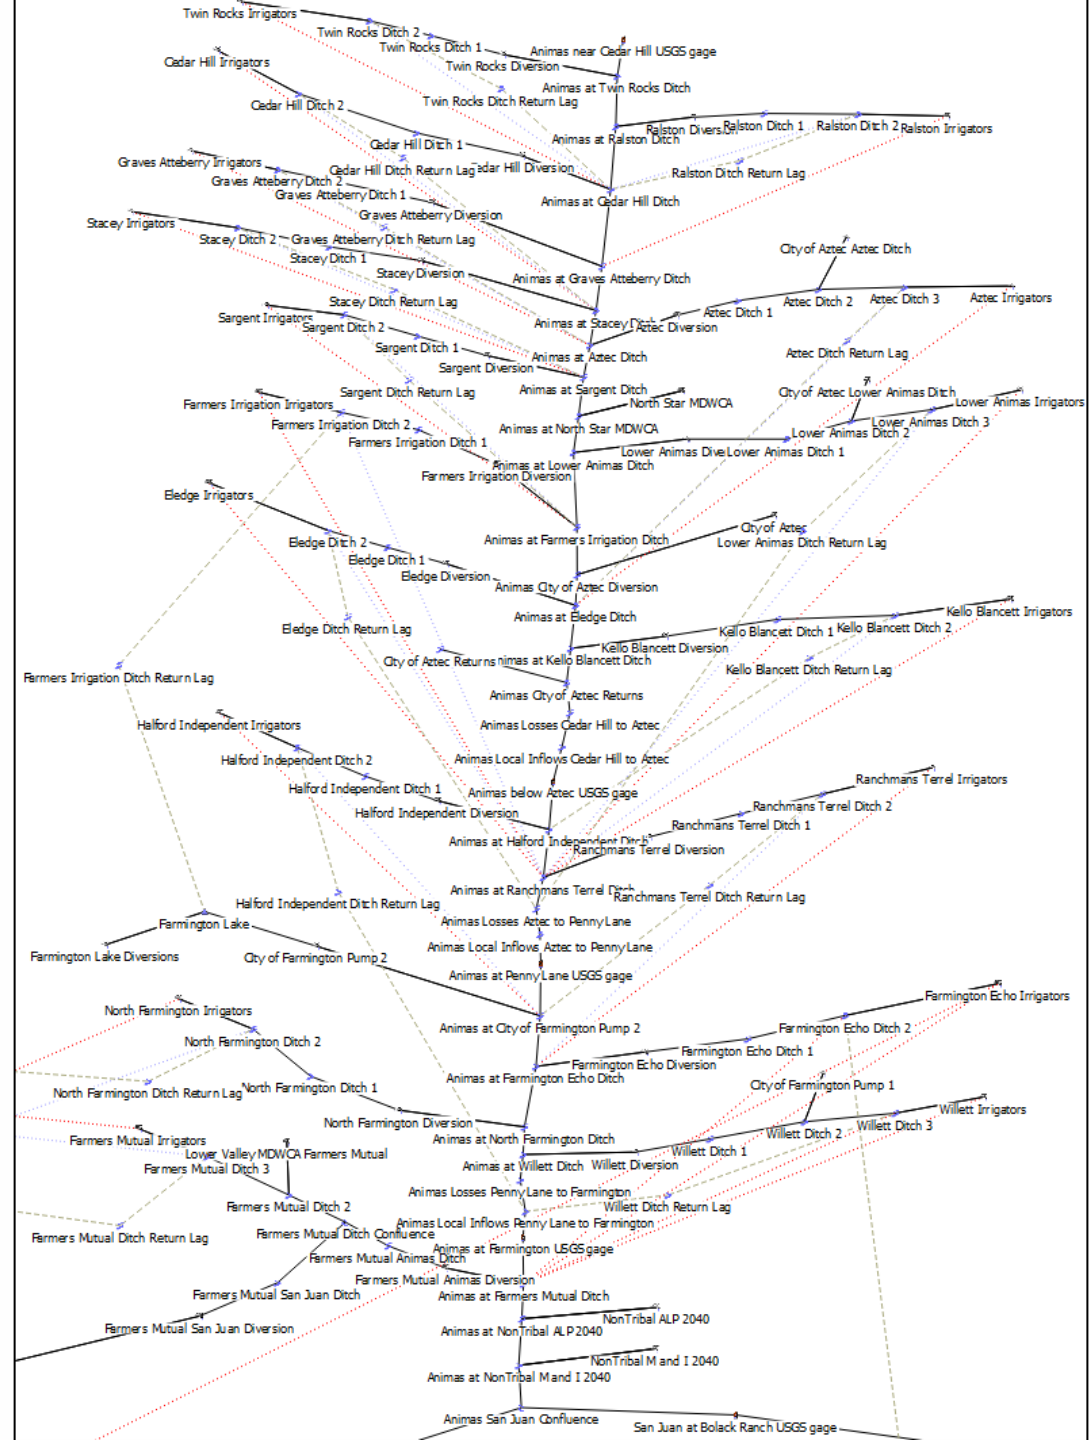 Twin Rocks Irrigators
Twin Rocks Ditch 2
Twin Rocks Ditch 1
Animas near Cedar Hill USGS gage
Cedar Hill Irrigators
Twin Rocks Diversion
Animas at Twin Rocks Ditch
Twin Rocks Ditch Return Lag
Cedar Hill Ditch 2
Ralston Ditch 1
Ralston Ditch 2
Ralston Irrigators
Animas at Ralston Ditch
Cedar Hill Ditch 1
Graves Atteberry Irrigators
Cedar Hill Ditch Return Lag
Ralston Ditch Return Lag
Graves Atteberry Ditch 2
Graves Atteberry Ditch 1
Animas at Cedar Hill Ditch
Graves Atteberry Diversion
Stacey Irrigators
Stacey Ditch 2
Graves Atteberry Ditch Return Lag
City of Aztec Aztec Ditch
Stacey Ditch 1
Stacey Diversion
Animas at Graves Atteberry Ditch
Stacey Ditch Return Lag
Aztec Ditch 2
Aztec Ditch 3
Aztec Irrigators
Aztec Ditch 1
Sargent Irrigators
Sargent Ditch 2
Animas at Stacey Ditch
Aztec Diversion
Sargent Ditch 1
Animas at Aztec Ditch
Aztec Ditch Return Lag
Sargent Diversion
Sargent Ditch Return Lag
Animas at Sargent Ditch
City of Aztec Lower Animas Ditch
Farmers Irrigation Irrigators
North Star MDWCA
Lower Animas Irrigators
Farmers Irrigation Ditch 2
Animas at North Star MDWCA
Lower Animas Ditch 3
Lower Animas Ditch 2
Farmers Irrigation Ditch 1
Lower Animas Dive
Lower Animas Ditch 1
Animas at Lower Animas Ditch
Farmers Irrigation Diversion
Eledge Irrigators
City of Aztec
Eledge Ditch 2
Animas at Farmers Irrigation Ditch
Lower Animas Ditch Return Lag
Eledge Ditch 1
Eledge Diversion
Animas City of Aztec Diversion
Kello Blancett Irrigators
Animas at Eledge Ditch
Eledge Ditch Return Lag
Kello Blancett Ditch 1
Kello Blancett Ditch 2
Kello Blancett Diversion
City of Aztec Returns
nimas at Kello Blancett Ditch
Kello Blancett Ditch Return Lag
Farmers Irrigation Ditch Return Lag
Animas City of Aztec Returns
Halford Independent Irrigators
Animas Losses Cedar Hill to Aztec
Halford Independent Ditch 2
Animas Local Inflows Cedar Hill to Aztec
Ranchmans Terrel Irrigators
Halford Independent Ditch 1
Animas below Aztec USGS gage
Ranchmans Terrel Ditch 2
Halford Independent Diversion
Ranchmans Terrel Ditch 1
Animas at Halford Independent Ditch
Ranchmans Terrel Diversion
Animas at Ranchmans Terrel Ditch
Ranchmans Terrel Ditch Return Lag
Halford Independent Ditch Return Lag
Farmington Lake
Animas Losses Aztec to Penny Lane
Animas Local Inflows Aztec to Penny Lane
Farmington Lake Diversions
City of Farmington Pump 2
Animas at Penny Lane USGS gage
Farmington Echo Irrigators
North Farmington Irrigators
Animas at City of Farmington Pump 2
Farmington Echo Ditch 2
North Farmington Ditch 2
Farmington Echo Ditch 1
Farmington Echo Diversion
Animas at Farmington Echo Ditch
North Farmington Ditch Return Lag
North Farmington Ditch 1
City of Farmington Pump 1
Willett Irrigators
North Farmington Diversion
Willett Ditch 3
Willett Ditch 2
Farmers Mutual Irrigators
Animas at North Farmington Ditch
Lower Valley MDWCA Farmers Mutual
Willett Ditch 1
Farmers Mutual Ditch 3
Animas at Willett Ditch
Willett Diversion
Animas Losses Penny Lane to Farmington
Farmers Mutual Ditch 2
Willett Ditch Return Lag
Animas Local Inflows Penny Lane to Farmington
Farmers Mutual Ditch Return Lag
Farmers Mutual Ditch Confluence
Animas at Farmington USGS gage
Farmers Mutual Animas Ditch
Farmers Mutual Animas Diversion
Farmers Mutual San Juan Ditch
Animas at Farmers Mutual Ditch
Farmers Mutual San Juan Diversion
NonTribal ALP 2040
Animas at NonTribal ALP 2040
NonTribal M and I 2040
Animas at NonTribal M and I 2040
Animas San Juan Confluence
San Juan at Bolack Ranch USGS gage